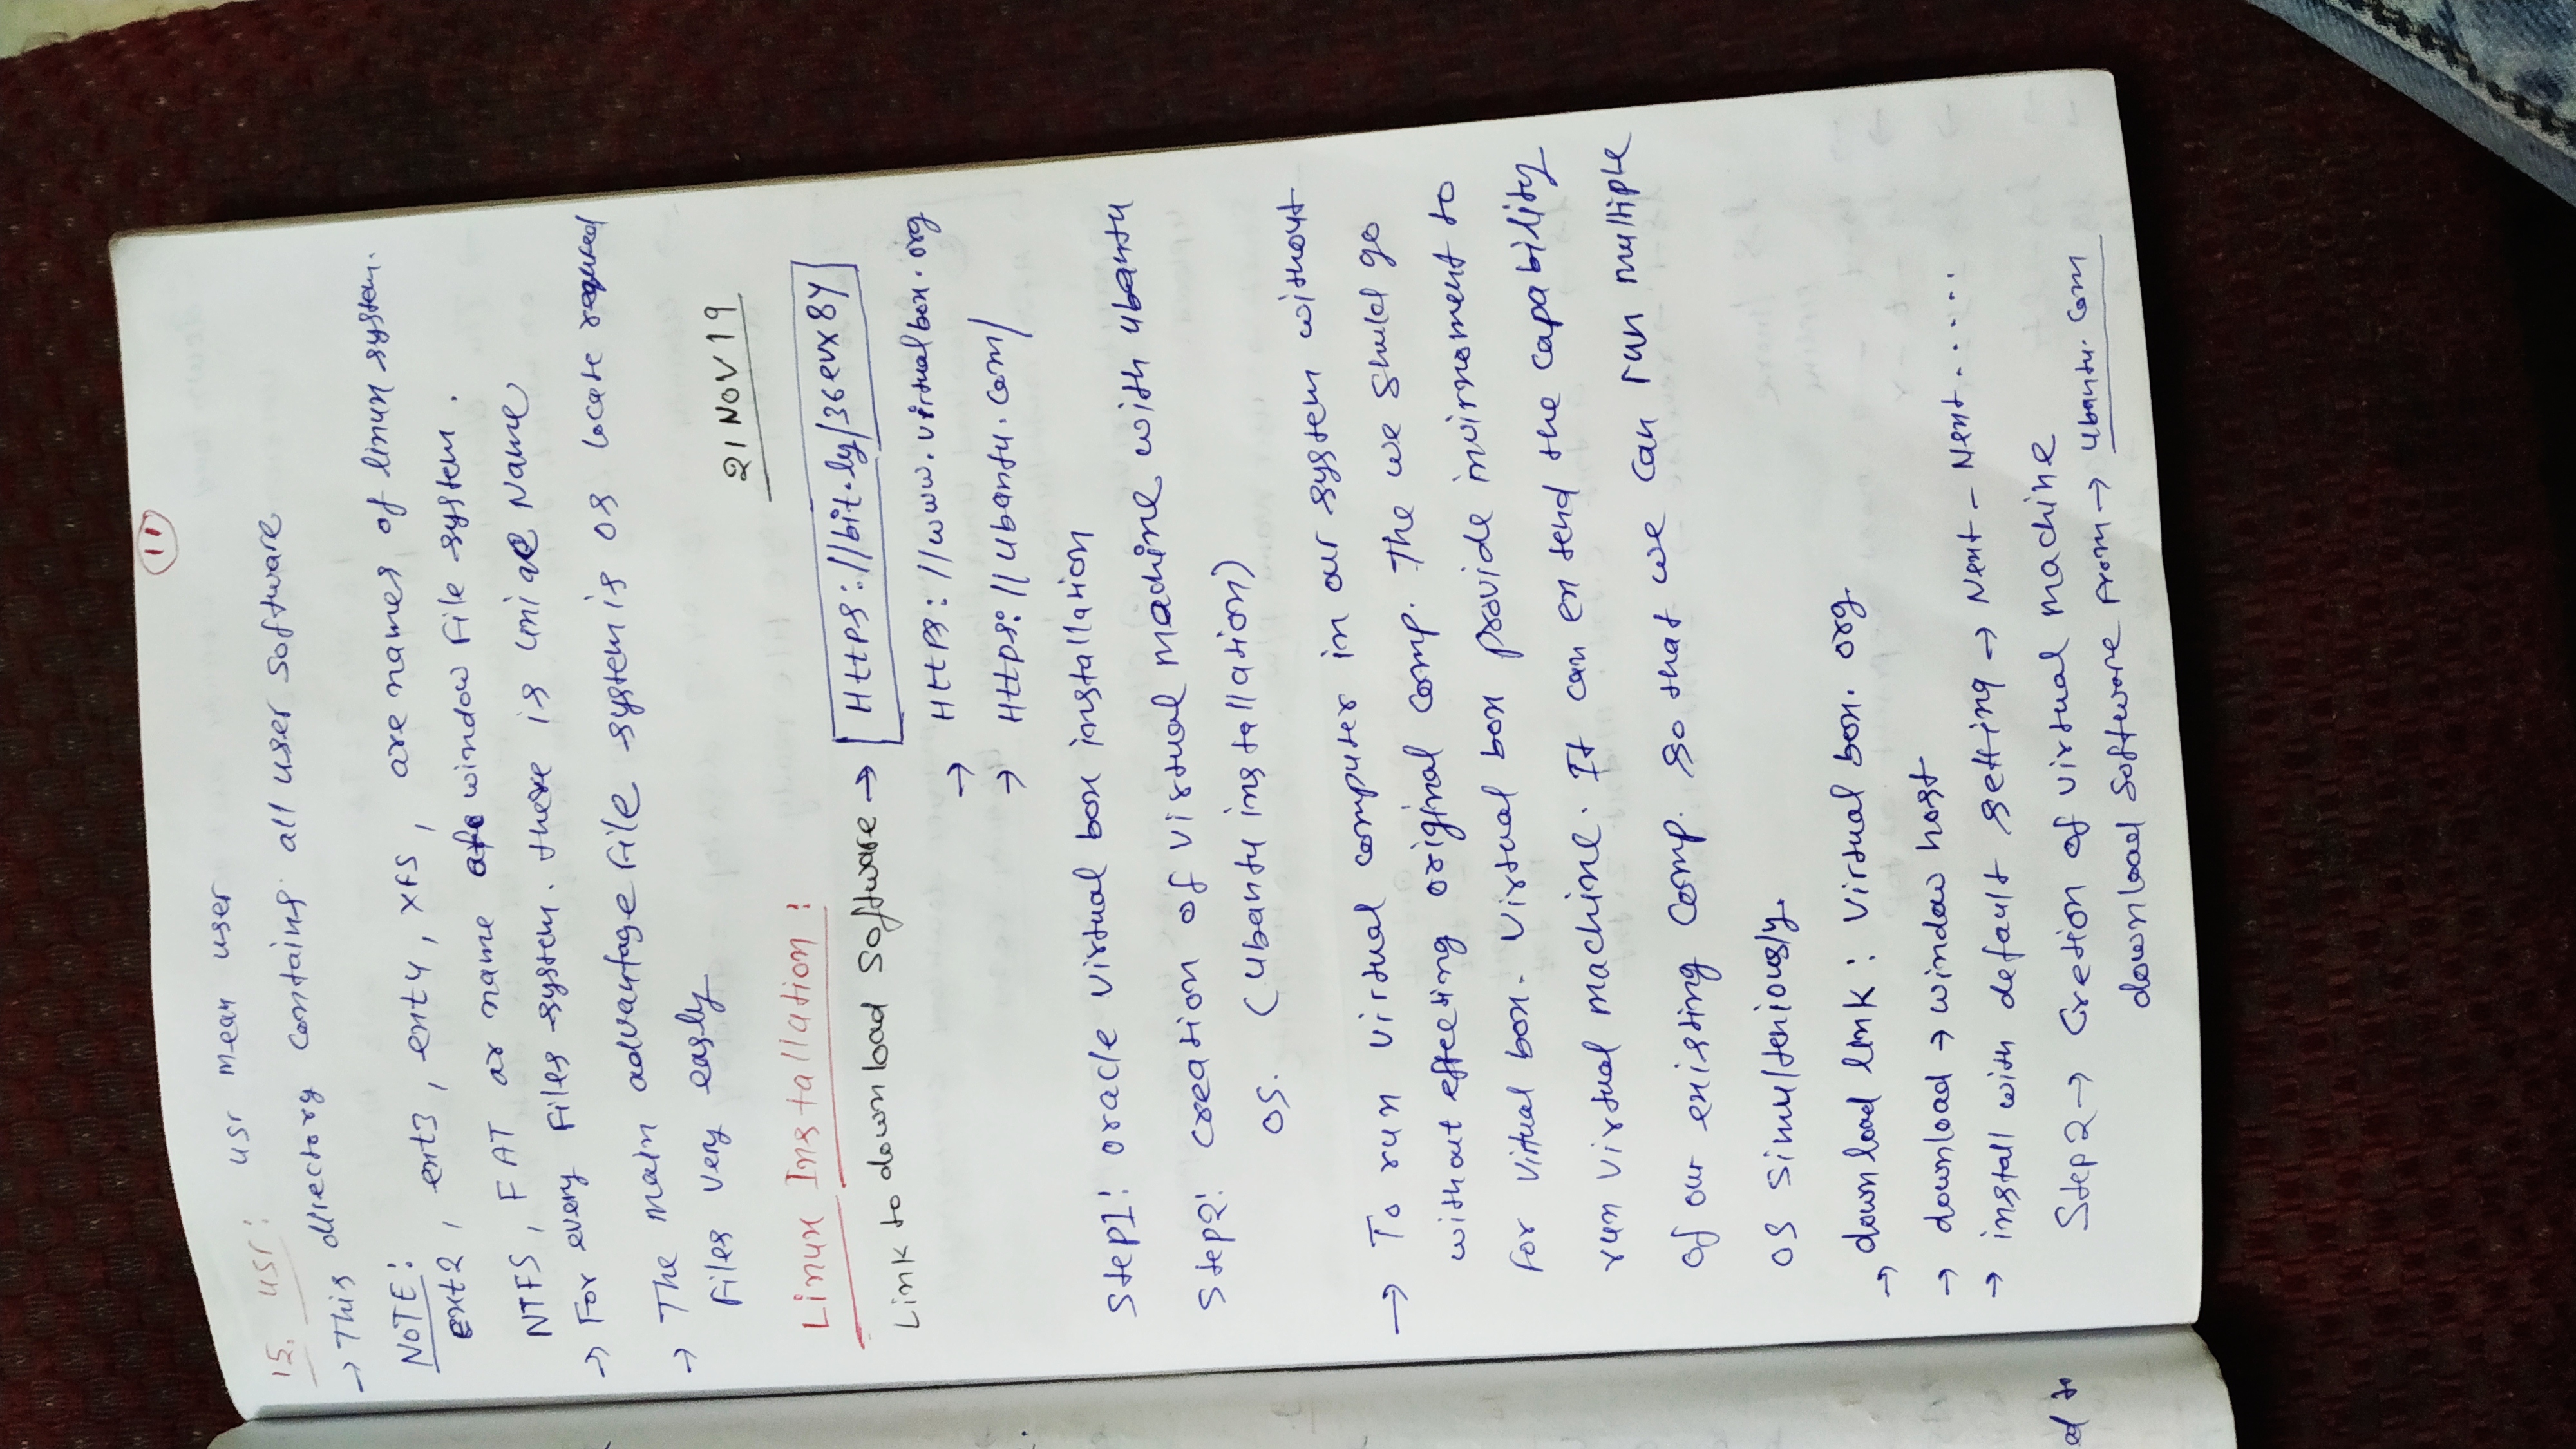 11
15. usr: usr mean user
→ This directory contains all user software
NOTE:
ext2, ext3, ext4, XFS, are names of linux system.
NTFS, FAT ar name afe window file system.
→ For every files system. there is uniqe Name
→ The main advantage file system is OS locate requred
files very easly
21 NOV 19
Linux Installation:
Link to download software → Https://bit.ly/36evx8Y
→ Https://www.virtualbox.org
→ Https://ubantu.com/
Step1: oracle virtual box installation
Step2: creation of virtual machine with ubantu
OS. (ubantu installation)
→ To run virtual computer in our system without
without effecting original comp. The we shuld go
for virtual box. Virtual box provide invirnoment to
run virtual machine. It can extend the capability
of our existing comp. so that we can run multiple
OS simulteniously.
→ download link: virtual box.org
→ download → window host
→ install with default setting → Next - Next ......
Step2 → Cretion of virtual machine
download software from → ubantu.com
ed to